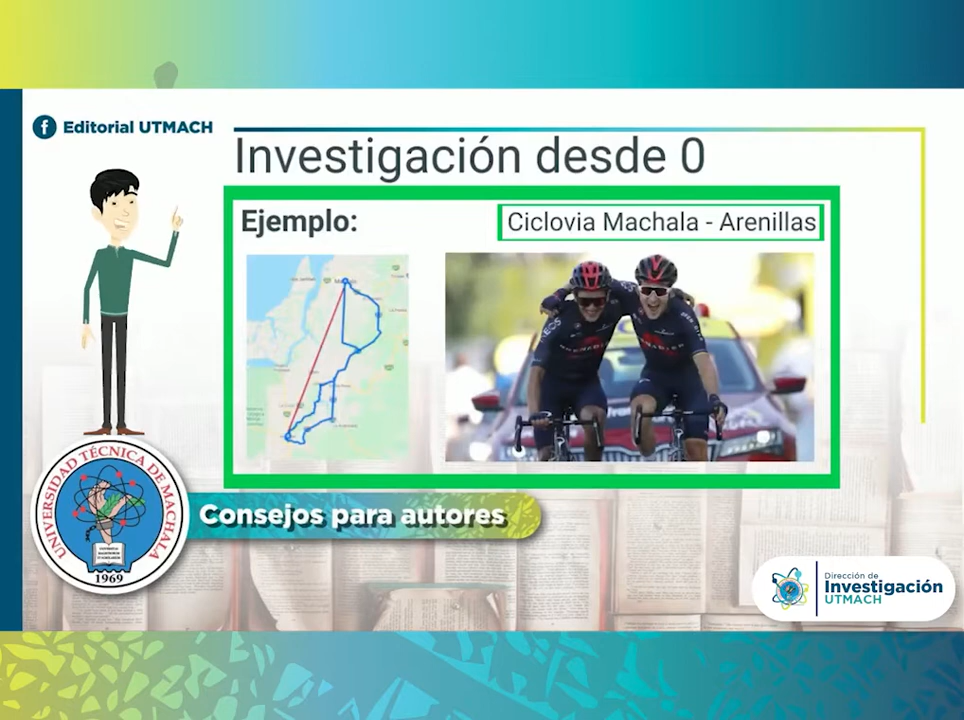 f Editorial UTMACH
Investigación desde 0
Ejemplo:
Ciclovia Machala - Arenillas
UNIVERSIDAD TÉCNICA DE MACHALA
1969
Consejos para autores
Dirección de
Investigación
UTMACH